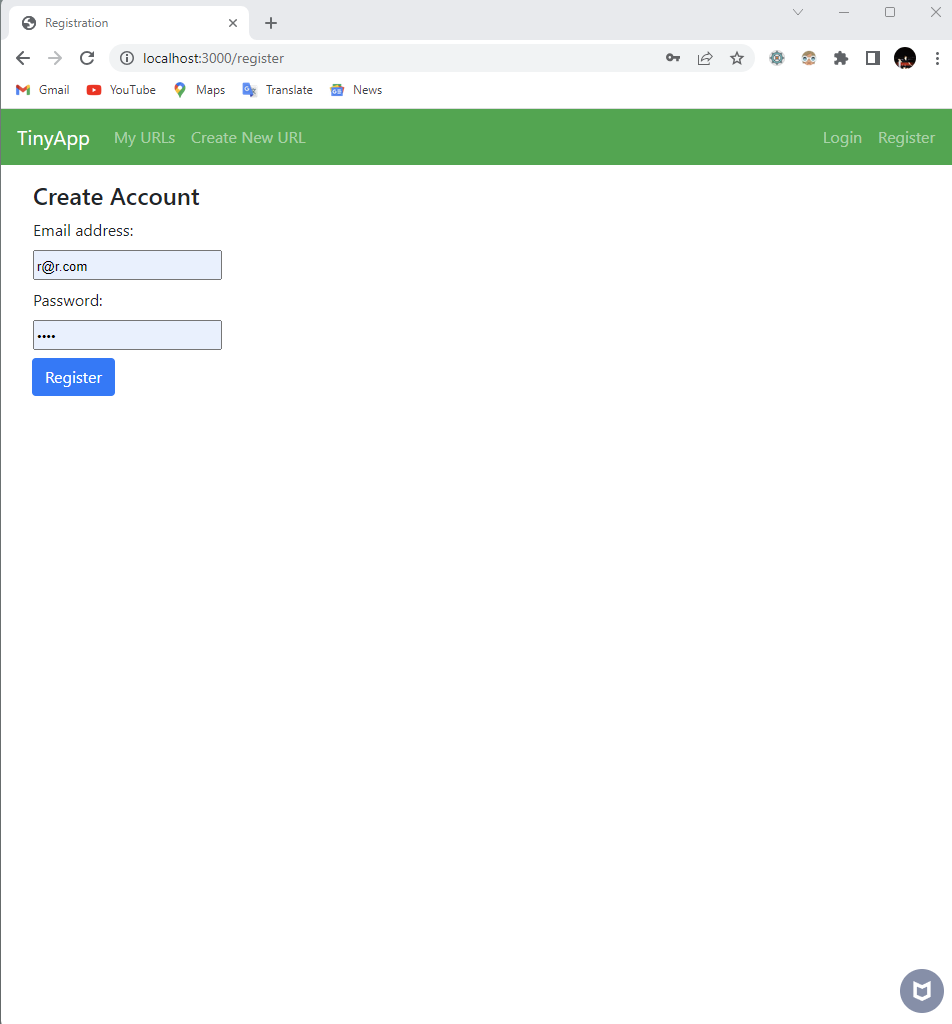 Registration
localhost:3000/register
Gmail YouTube Maps Translate News
TinyApp My URLs Create New URL Login Register
Create Account
Email address:
r@r.com
Password:
••••
Register